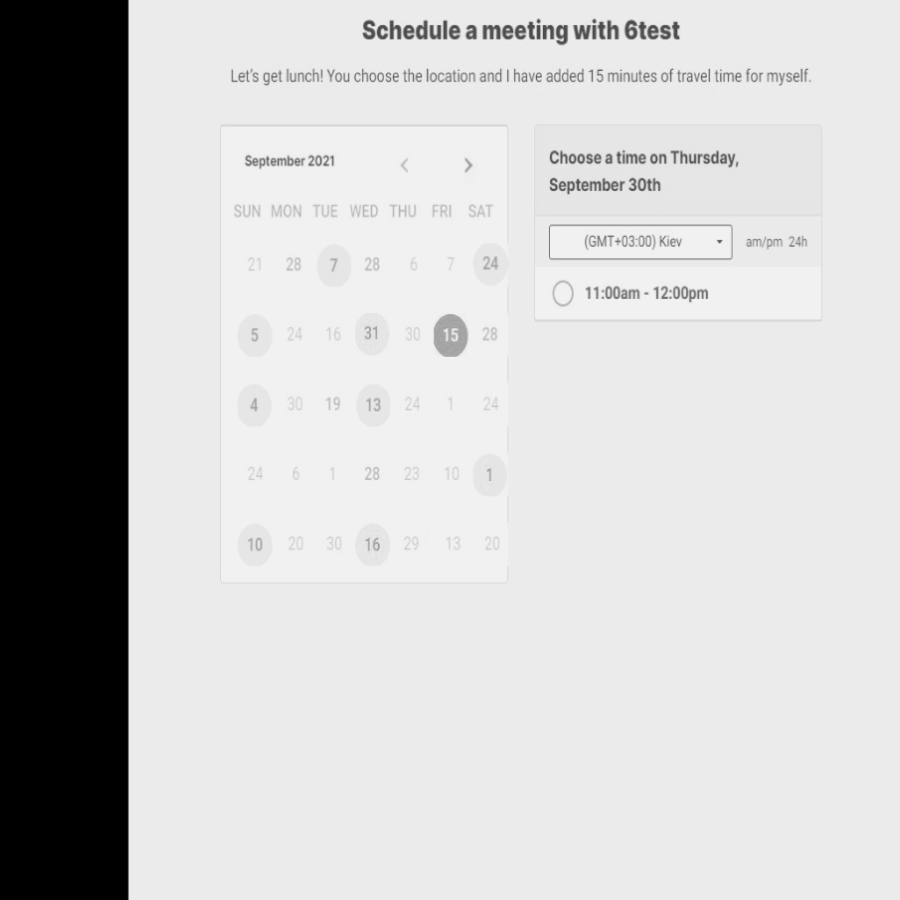 Schedule a meeting with 6test
Let's get lunch! You choose the location and I have added 15 minutes of travel time for myself.
September 2021
SUN MON TUE WED THU FRI SAT
21 28 7 28 6 7 24
5 24 16 31 30 15 28
4 30 19 13 24 1 24
24 6 1 28 23 10 1
10 20 30 16 29 13 20
Choose a time on Thursday,
September 30th
(GMT+03:00) Kiev am/pm 24h
11:00am - 12:00pm